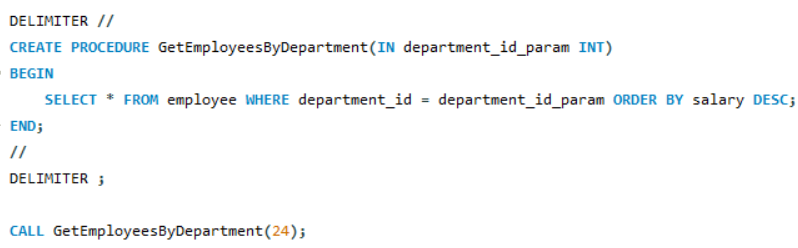 DELIMITER //
CREATE PROCEDURE GetEmployeesByDepartment(IN department_id_param INT)
BEGIN
SELECT * FROM employee WHERE department_id = department_id_param ORDER BY salary DESC;
END;
//
DELIMITER ;
CALL GetEmployeesByDepartment(24);